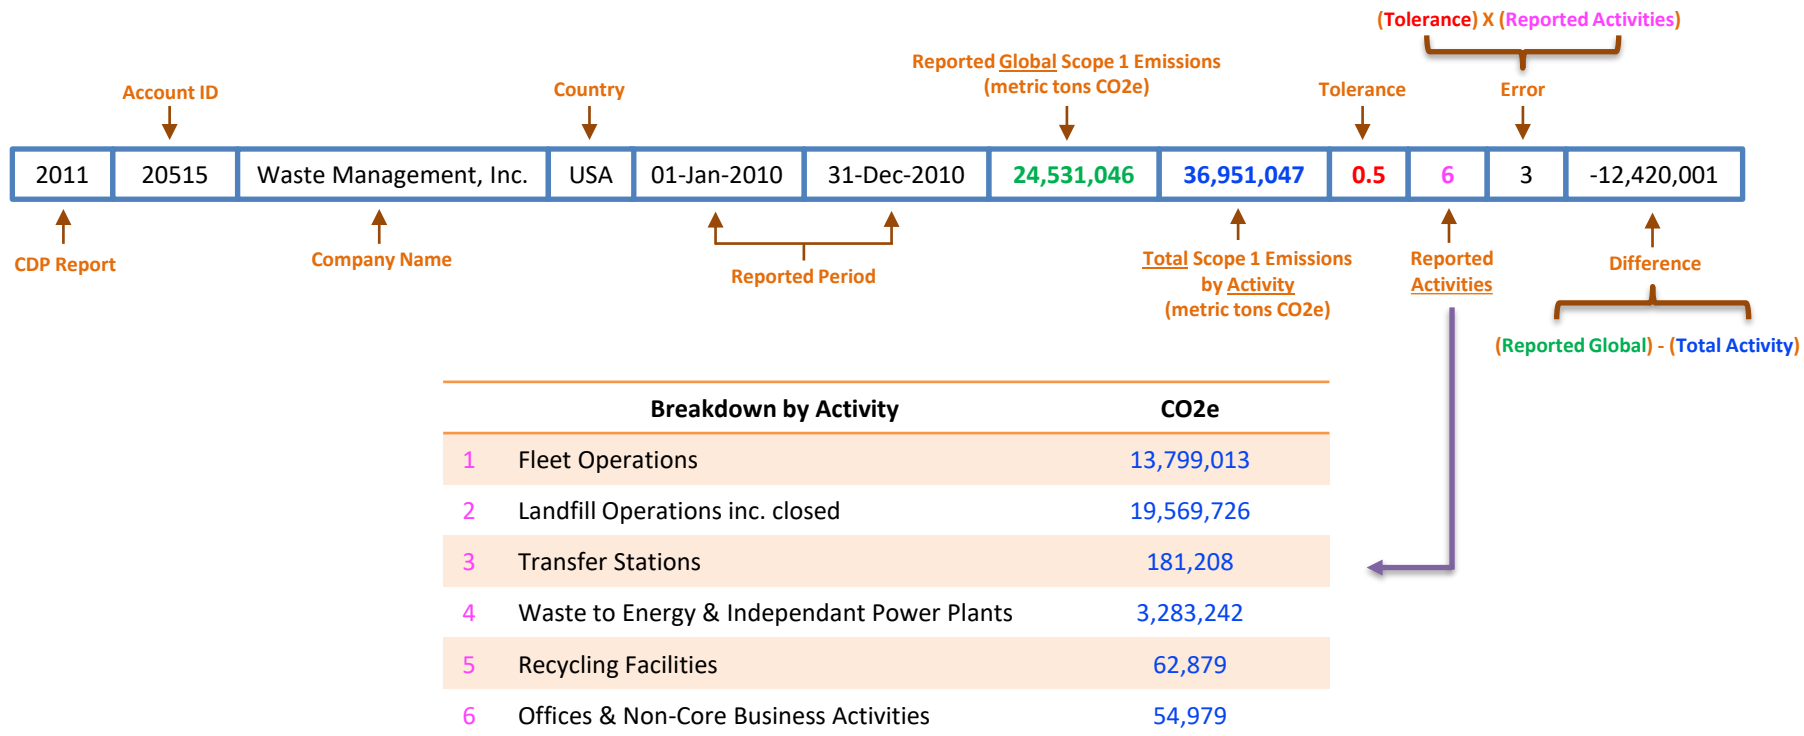 (Tolerance) X (Reported Activities)
Reported Global Scope 1 Emissions
(metric tons CO2e)
Account ID
Country
Tolerance
Error
2011 20515 Waste Management, Inc. USA 01-Jan-2010 31-Dec-2010 24,531,046 36,951,047 0.5 6 3 -12,420,001
CDP Report
Company Name
Reported Period
Total Scope 1 Emissions
by Activity
(metric tons CO2e)
Reported
Activities
Difference
(Reported Global) - (Total Activity)
Breakdown by Activity CO2e
1 Fleet Operations 13,799,013
2 Landfill Operations inc. closed 19,569,726
3 Transfer Stations 181,208
4 Waste to Energy & Independant Power Plants 3,283,242
5 Recycling Facilities 62,879
6 Offices & Non-Core Business Activities 54,979